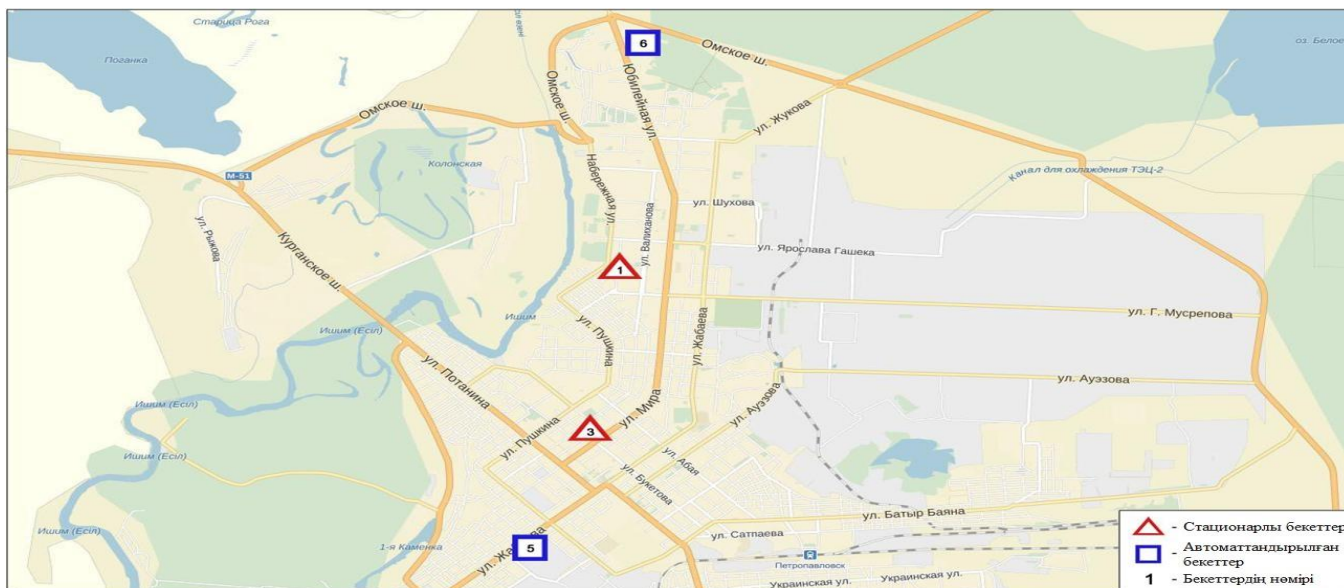 Старица Рога
Поганка
6
Омское ш.
оз. Белое
Омское ш.
Юбилейная ул.
Омское ш.
ул. Жукова
Колонская
М-51
Канал для охлаждения ТЭЦ-2
Набережная ул.
ул. Шухова
ул. Валиханова
ул. Рыжова
Курганское ш.
ул. Ярослава Гашека
1
Ишим
Ишим (Есіл)
ул. Г. Мусрепова
ул. Пушкина
ул. Жабаева
ул. Потанина
ул. Ауэзова
Ишим (Есіл)
ул. Мира
ул. Ауэзова
3
ул. Пушкина
Ишим (Есіл)
ул. Абая
ул. Букетова
ул. Батыр Баяна
Ишим (Есіл)
ул. Сатпаева
1-я Каменка
5
Петропавловск
Украинская ул.
Украинская ул.
- Стационарлы бекеттер
- Автоматтандырылған
бекеттер
1 - Бекеттердің нөмірі